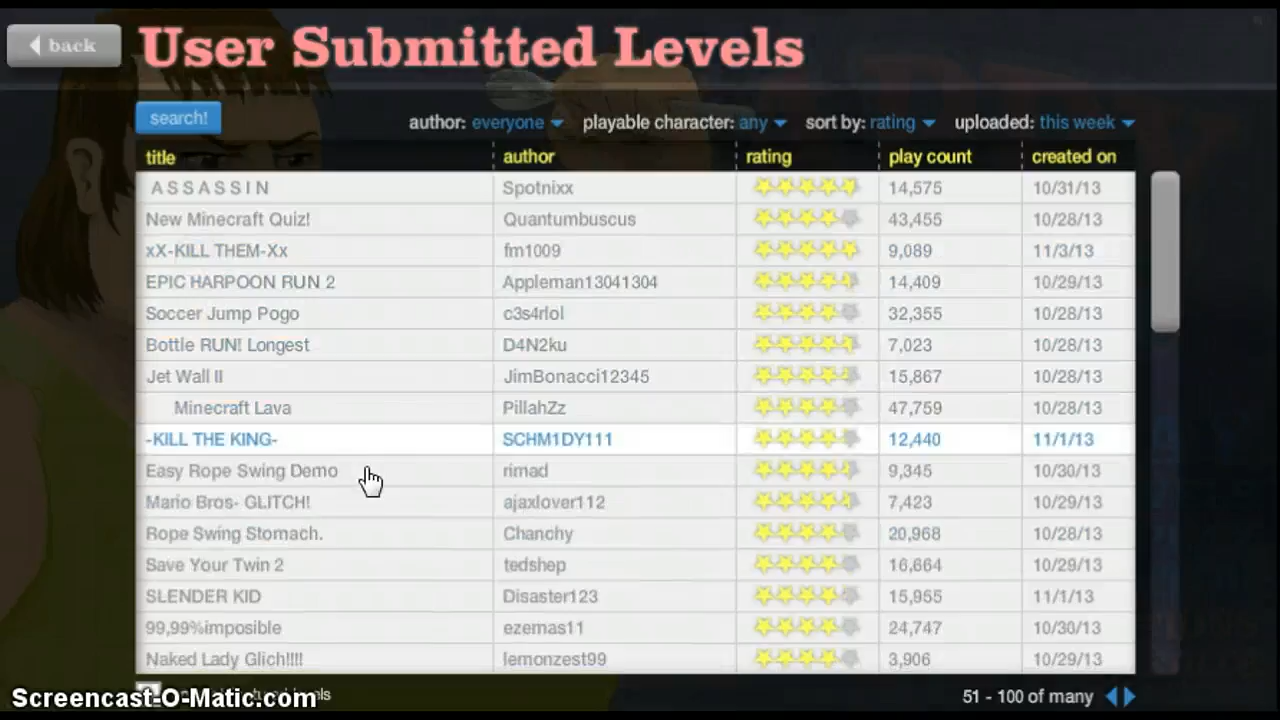 back
User Submitted Levels
search!
author: everyone playable character: any sort by: rating uploaded: this week
title author rating play count created on
A S S A S S I N Spotnixx 14,575 10/31/13
New Minecraft Quiz! Quantumbuscus 43,455 10/28/13
xX-KILL THEM-Xx fm1009 9,089 11/3/13
EPIC HARPOON RUN 2 Appleman13041304 14,409 10/29/13
Soccer Jump Pogo c3s4rlol 32,355 10/28/13
Bottle RUN! Longest D4N2ku 7,023 10/28/13
Jet Wall II JimBonacci12345 15,867 10/28/13
Minecraft Lava PillahZz 47,759 10/28/13
-KILL THE KING- SCHM1DY111 12,440 11/1/13
Easy Rope Swing Demo rimad 9,345 10/30/13
Mario Bros- GLITCH! ajaxlover112 7,423 10/29/13
Rope Swing Stomach. Chanchy 20,968 10/28/13
Save Your Twin 2 tedshep 16,664 10/29/13
SLENDER KID Disaster123 15,955 11/1/13
99,99%imposible ezemas11 24,747 10/30/13
Naked Lady Glich!!!! lemonzest99 3,906 10/29/13
Screencast-O-Matic.com
51 - 100 of many